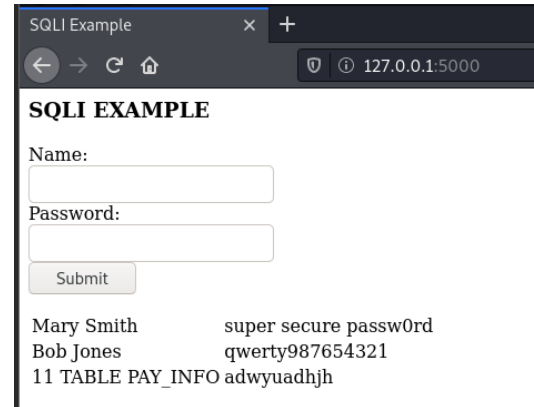 SQLI Example × +
127.0.0.1:5000
SQLI EXAMPLE
Name:
Password:
Submit
Mary Smith super secure passw0rd
Bob Jones qwerty987654321
11 TABLE PAY_INFO adwyuadhjh